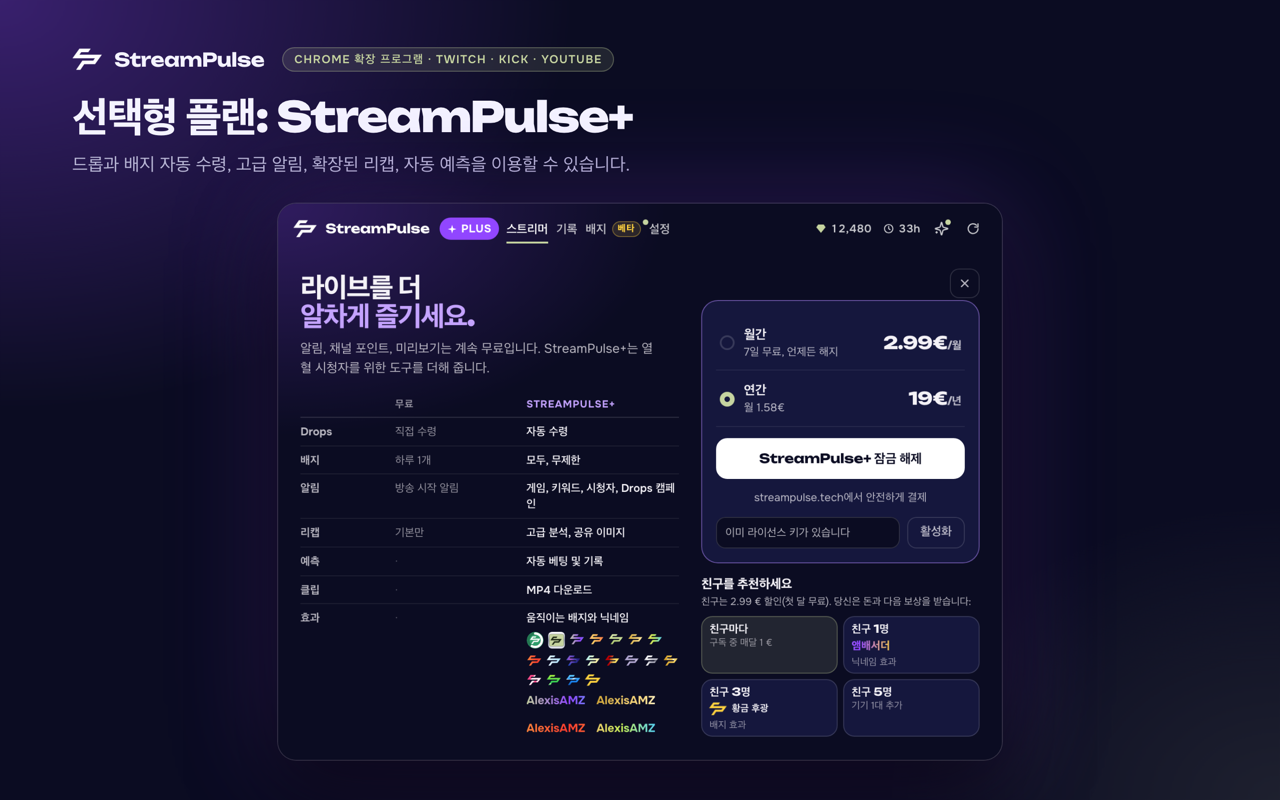 StreamPulse
CHROME 확장 프로그램 · TWITCH · KICK · YOUTUBE
선택형 플랜: StreamPulse+
드롭과 배지 자동 수령, 고급 알림, 확장된 리캡, 자동 예측을 이용할 수 있습니다.
StreamPulse + PLUS 스트리머 기록 배지 베타 설정 12,480 33h
라이브를 더
알차게 즐기세요.
알림, 채널 포인트, 미리보기는 계속 무료입니다. StreamPulse+는 열
혈 시청자를 위한 도구를 더해 줍니다.
무료 STREAMPULSE+
Drops 직접 수령 자동 수령
배지 하루 1개 모두, 무제한
알림 방송 시작 알림 게임, 키워드, 시청자, Drops 캠페
인
리캡 기본만 고급 분석, 공유 이미지
예측 · 자동 베팅 및 기록
클립 · MP4 다운로드
효과 · 움직이는 배지와 닉네임
AlexisAMZ AlexisAMZ
AlexisAMZ AlexisAMZ
월간
7일 무료, 언제든 해지
2.99€/월
연간
월 1.58€
19€/년
StreamPulse+ 잠금 해제
streampulse.tech에서 안전하게 결제
이미 라이선스 키가 있습니다 활성화
친구를 추천하세요
친구는 2.99 € 할인(첫 달 무료). 당신은 돈과 다음 보상을 받습니다:
친구마다
구독 중 매달 1 €
친구 1명
앰배서더
닉네임 효과
친구 3명
황금 후광
배지 효과
친구 5명
기기 1대 추가